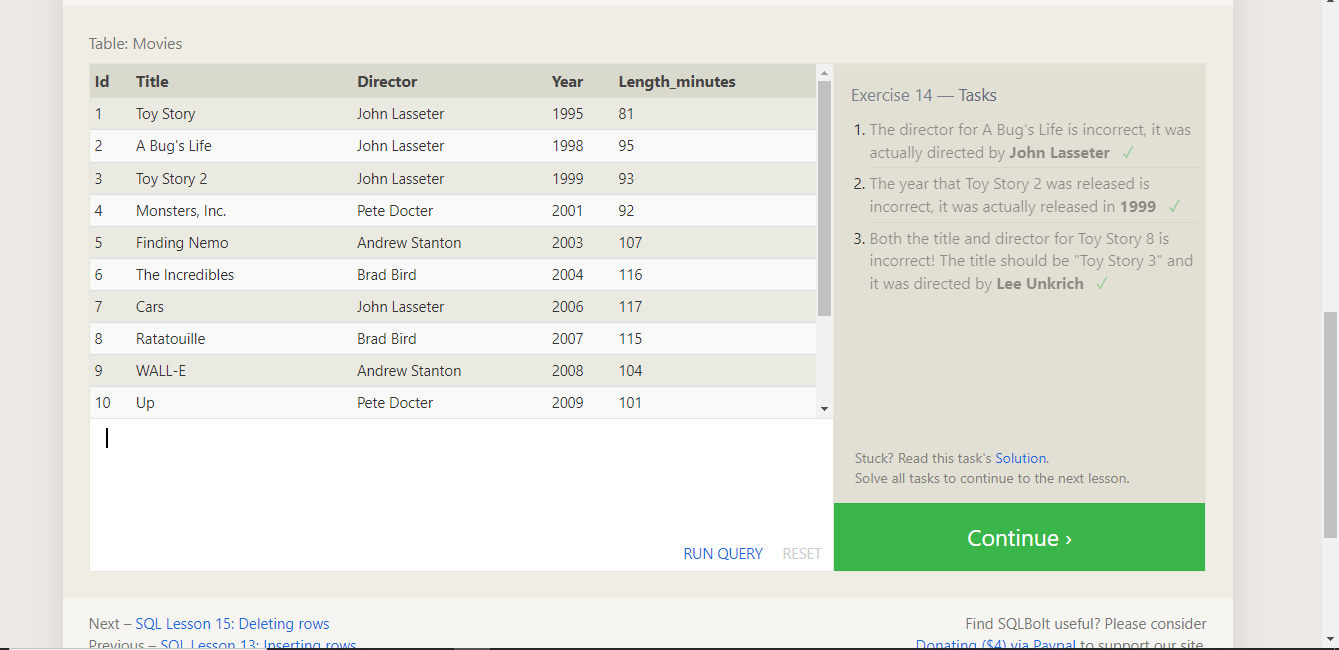 Table: Movies
Id Title Director Year Length_minutes
1 Toy Story John Lasseter 1995 81
2 A Bug's Life John Lasseter 1998 95
3 Toy Story 2 John Lasseter 1999 93
4 Monsters, Inc. Pete Docter 2001 92
5 Finding Nemo Andrew Stanton 2003 107
6 The Incredibles Brad Bird 2004 116
7 Cars John Lasseter 2006 117
8 Ratatouille Brad Bird 2007 115
9 WALL-E Andrew Stanton 2008 104
10 Up Pete Docter 2009 101
RUN QUERY RESET
Exercise 14 — Tasks
1. The director for A Bug's Life is incorrect, it was
actually directed by John Lasseter ✓
2. The year that Toy Story 2 was released is
incorrect, it was actually released in 1999 ✓
3. Both the title and director for Toy Story 8 is
incorrect! The title should be "Toy Story 3" and
it was directed by Lee Unkrich ✓
Stuck? Read this task's Solution.
Solve all tasks to continue to the next lesson.
Continue ›
Next – SQL Lesson 15: Deleting rows
Previous – SQL Lesson 13: Inserting rows
Find SQLBolt useful? Please consider
Donating ($4) via Paypal to support our site.